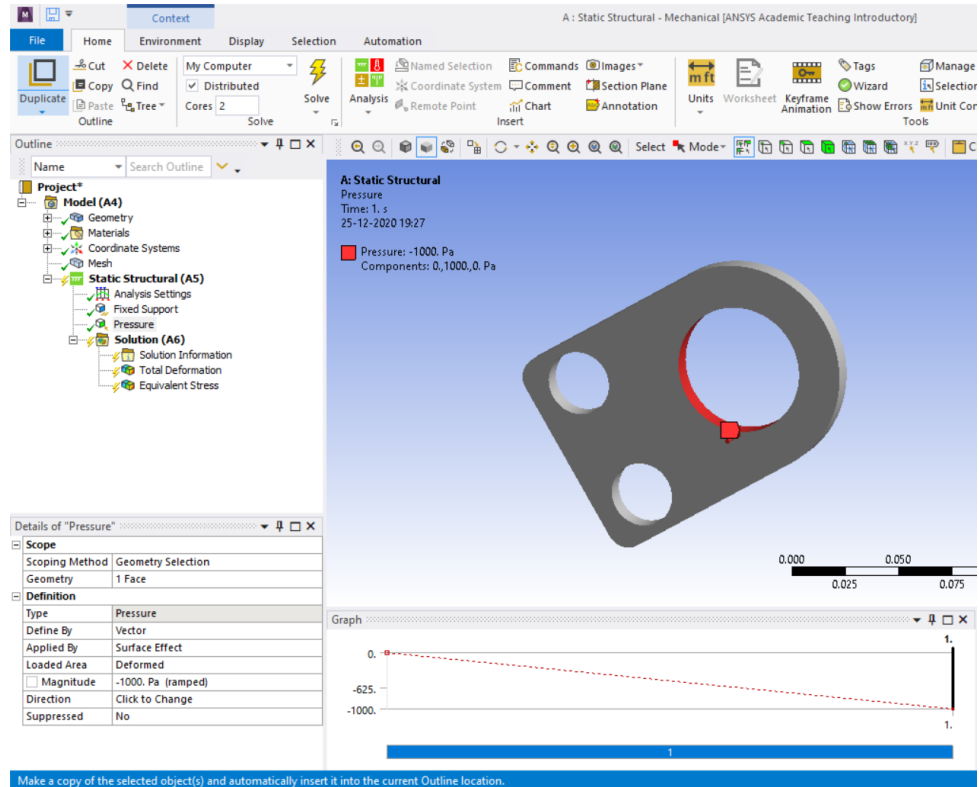 Context
A : Static Structural - Mechanical [ANSYS Academic Teaching Introductory]
File Home Environment Display Selection Automation
Duplicate
Cut
Copy
Paste
Delete
Find
Tree
Outline
My Computer
Distributed
Cores 2
Solve
Solve
Analysis
Named Selection
Coordinate System
Remote Point
Commands
Comment
Chart
Images
Section Plane
Annotation
Insert
Units
Worksheet
Keyframe
Animation
Tags
Wizard
Show Errors
Manage
Selection
Unit Con
Tools
Outline
Name Search Outline
Select Mode
Project*
Model (A4)
Geometry
Materials
Coordinate Systems
Mesh
Static Structural (A5)
Analysis Settings
Fixed Support
Pressure
Solution (A6)
Solution Information
Total Deformation
Equivalent Stress
A: Static Structural
Pressure
Time: 1. s
25-12-2020 19:27
Pressure: -1000. Pa
Components: 0.,1000.,0. Pa
0.000 0.050
0.025 0.075
Details of "Pressure"
Scope
Scoping Method Geometry Selection
Geometry 1 Face
Definition
Type Pressure
Define By Vector
Applied By Surface Effect
Loaded Area Deformed
Magnitude -1000. Pa (ramped)
Direction Click to Change
Suppressed No
Graph
1.
0.
-625.
-1000.
1.
1
Make a copy of the selected object(s) and automatically insert it into the current Outline location.